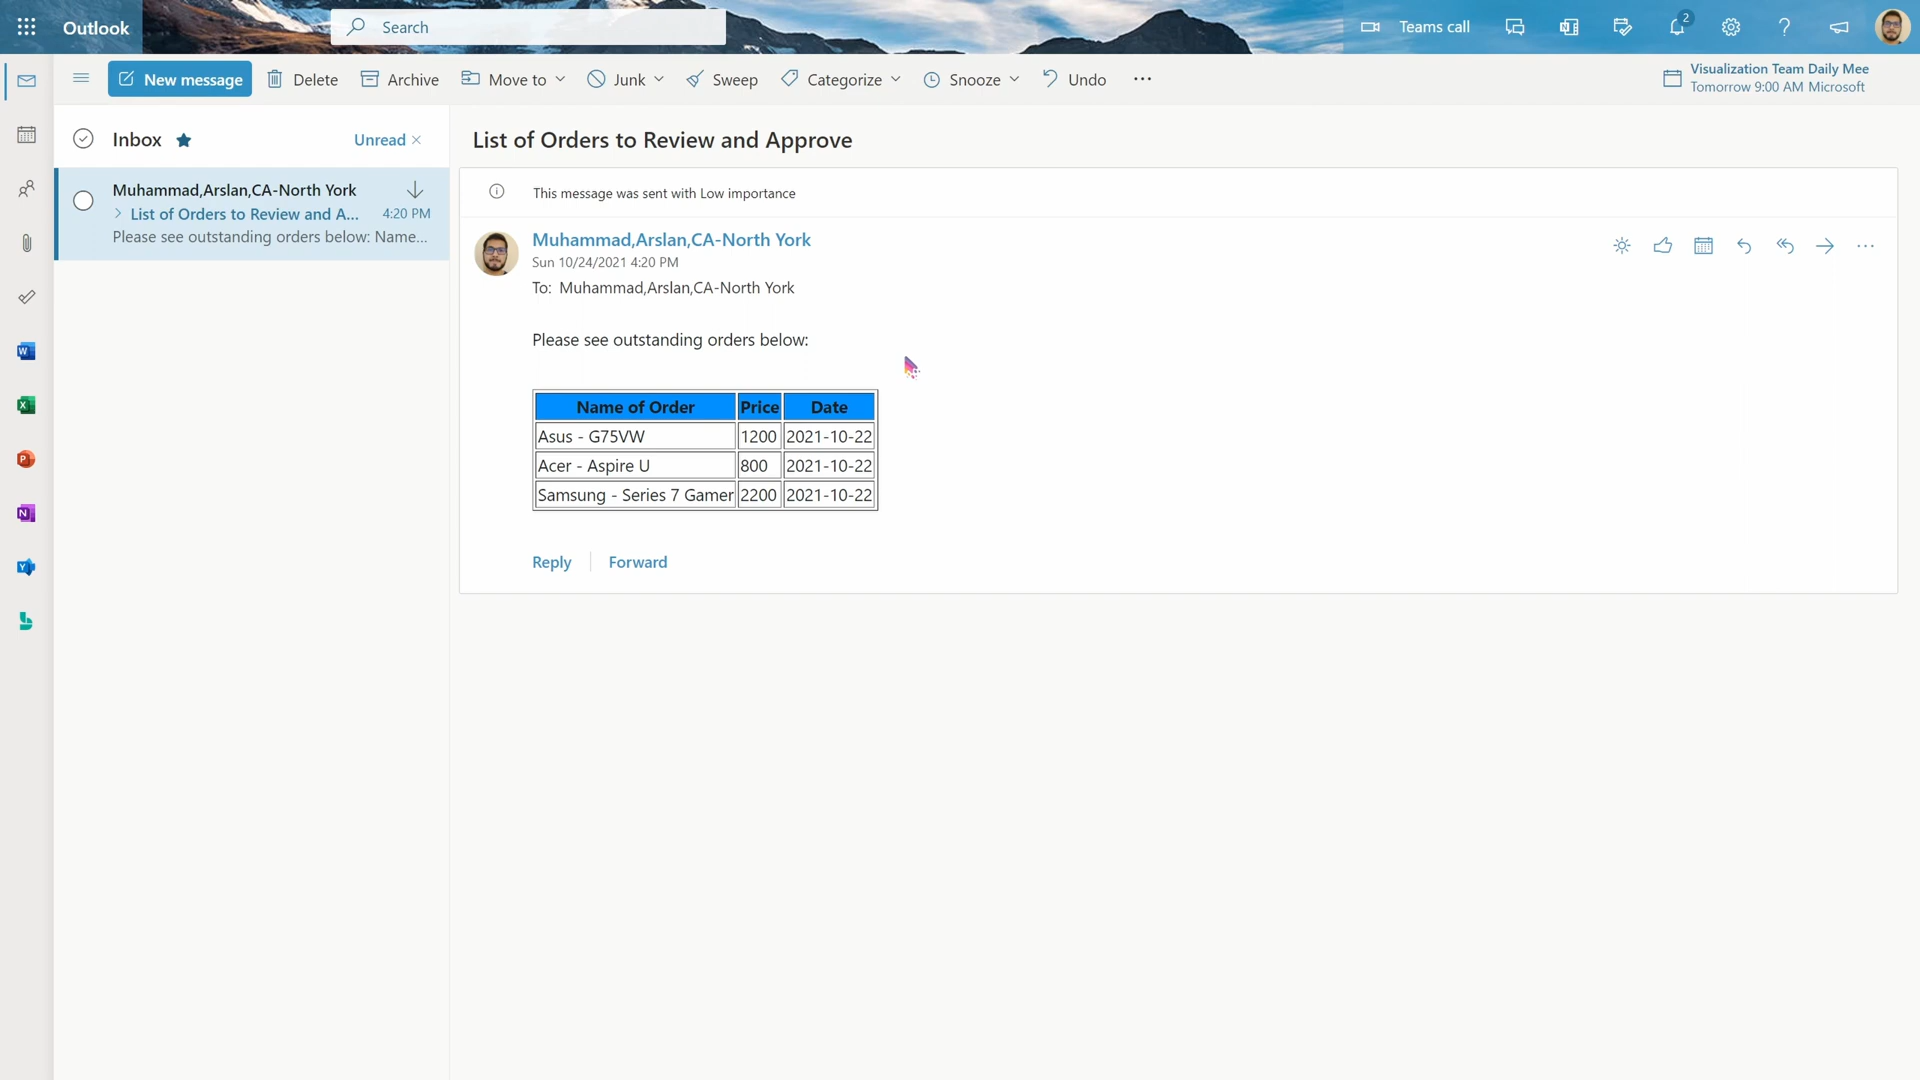 Outlook
Search
Teams call
2
New message
Delete
Archive
Move to
Junk
Sweep
Categorize
Snooze
Undo
Visualization Team Daily Mee
Tomorrow 9:00 AM Microsoft
Inbox
Unread
Muhammad,Arslan,CA-North York
List of Orders to Review and A...
4:20 PM
Please see outstanding orders below: Name...
List of Orders to Review and Approve
This message was sent with Low importance
Muhammad,Arslan,CA-North York
Sun 10/24/2021 4:20 PM
To: Muhammad,Arslan,CA-North York
Please see outstanding orders below:
Name of Order Price Date
Asus - G75VW 1200 2021-10-22
Acer - Aspire U 800 2021-10-22
Samsung - Series 7 Gamer 2200 2021-10-22
Reply Forward